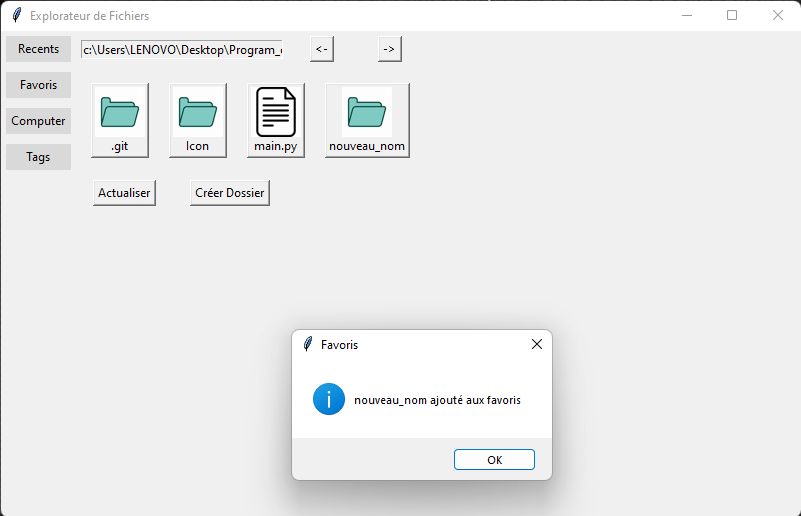 Explorateur de Fichiers
Recents
c:\Users\LENOVO\Desktop\Program_
<-
->
Favoris
Computer
Tags
.git
Icon
main.py
nouveau_nom
Actualiser
Créer Dossier
Favoris
nouveau_nom ajouté aux favoris
OK